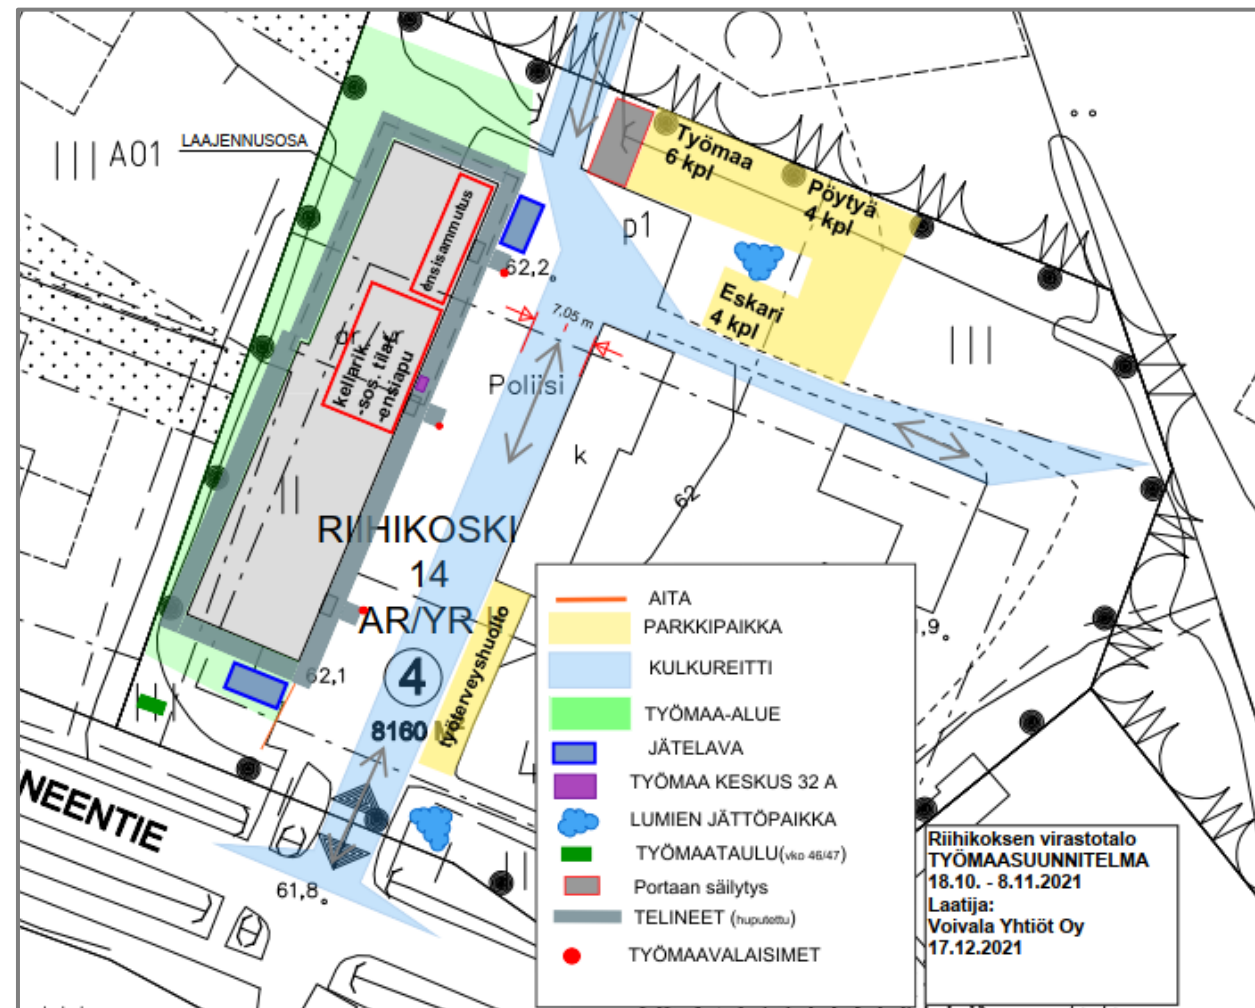 LAAJENNUSOSA
A01
Työmaa
6 kpl
Pöytyä
4 kpl
p1
ensisammutus
62,2
Eskari
4 kpl
7,05 m
kellarik.
-sos. tilat
-ensiapu
Poliisi
k
62
RIIHIKOSKI
14
AR/YR
4
8160
62,1
työterveyshuolto
NEENTIE
61,8
AITA
PARKKIPAIKKA
KULKUREITTI
TYÖMAA-ALUE
JÄTELAVA
TYÖMAA KESKUS 32 A
LUMIEN JÄTTÖPAIKKA
TYÖMAATAULU(vko 46/47)
Portaan säilytys
TELINEET (huputettu)
TYÖMAAVALAISIMET
Riihikoksen virastotalo
TYÖMAASUUNNITELMA
18.10. - 8.11.2021
Laatija:
Voivala Yhtiöt Oy
17.12.2021